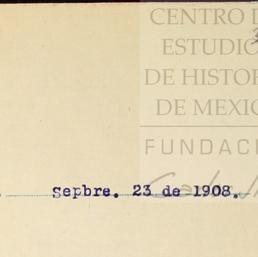 CENTRO D
ESTUDIO
DE HISTOR
DE MEXIC
FUNDACI
Sepbre. 23 de 1908.